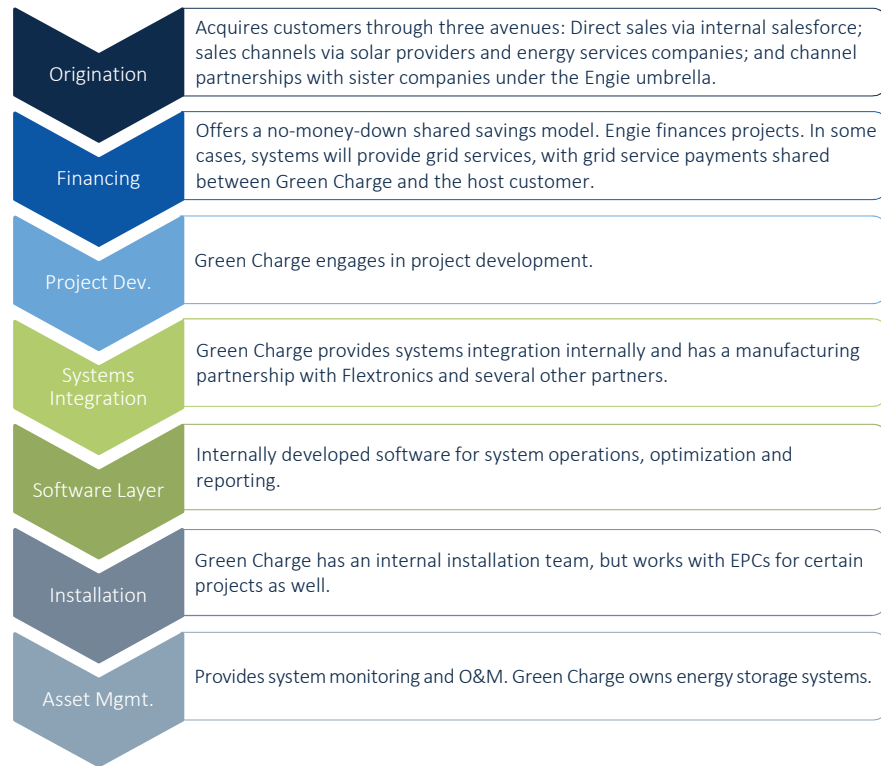 Origination
Acquires customers through three avenues: Direct sales via internal salesforce;
sales channels via solar providers and energy services companies; and channel
partnerships with sister companies under the Engie umbrella.
Financing
Offers a no-money-down shared savings model. Engie finances projects. In some
cases, systems will provide grid services, with grid service payments shared
between Green Charge and the host customer.
Project Dev.
Green Charge engages in project development.
Systems
Integration
Green Charge provides systems integration internally and has a manufacturing
partnership with Flextronics and several other partners.
Software Layer
Internally developed software for system operations, optimization and
reporting.
Installation
Green Charge has an internal installation team, but works with EPCs for certain
projects as well.
Asset Mgmt.
Provides system monitoring and O&M. Green Charge owns energy storage systems.